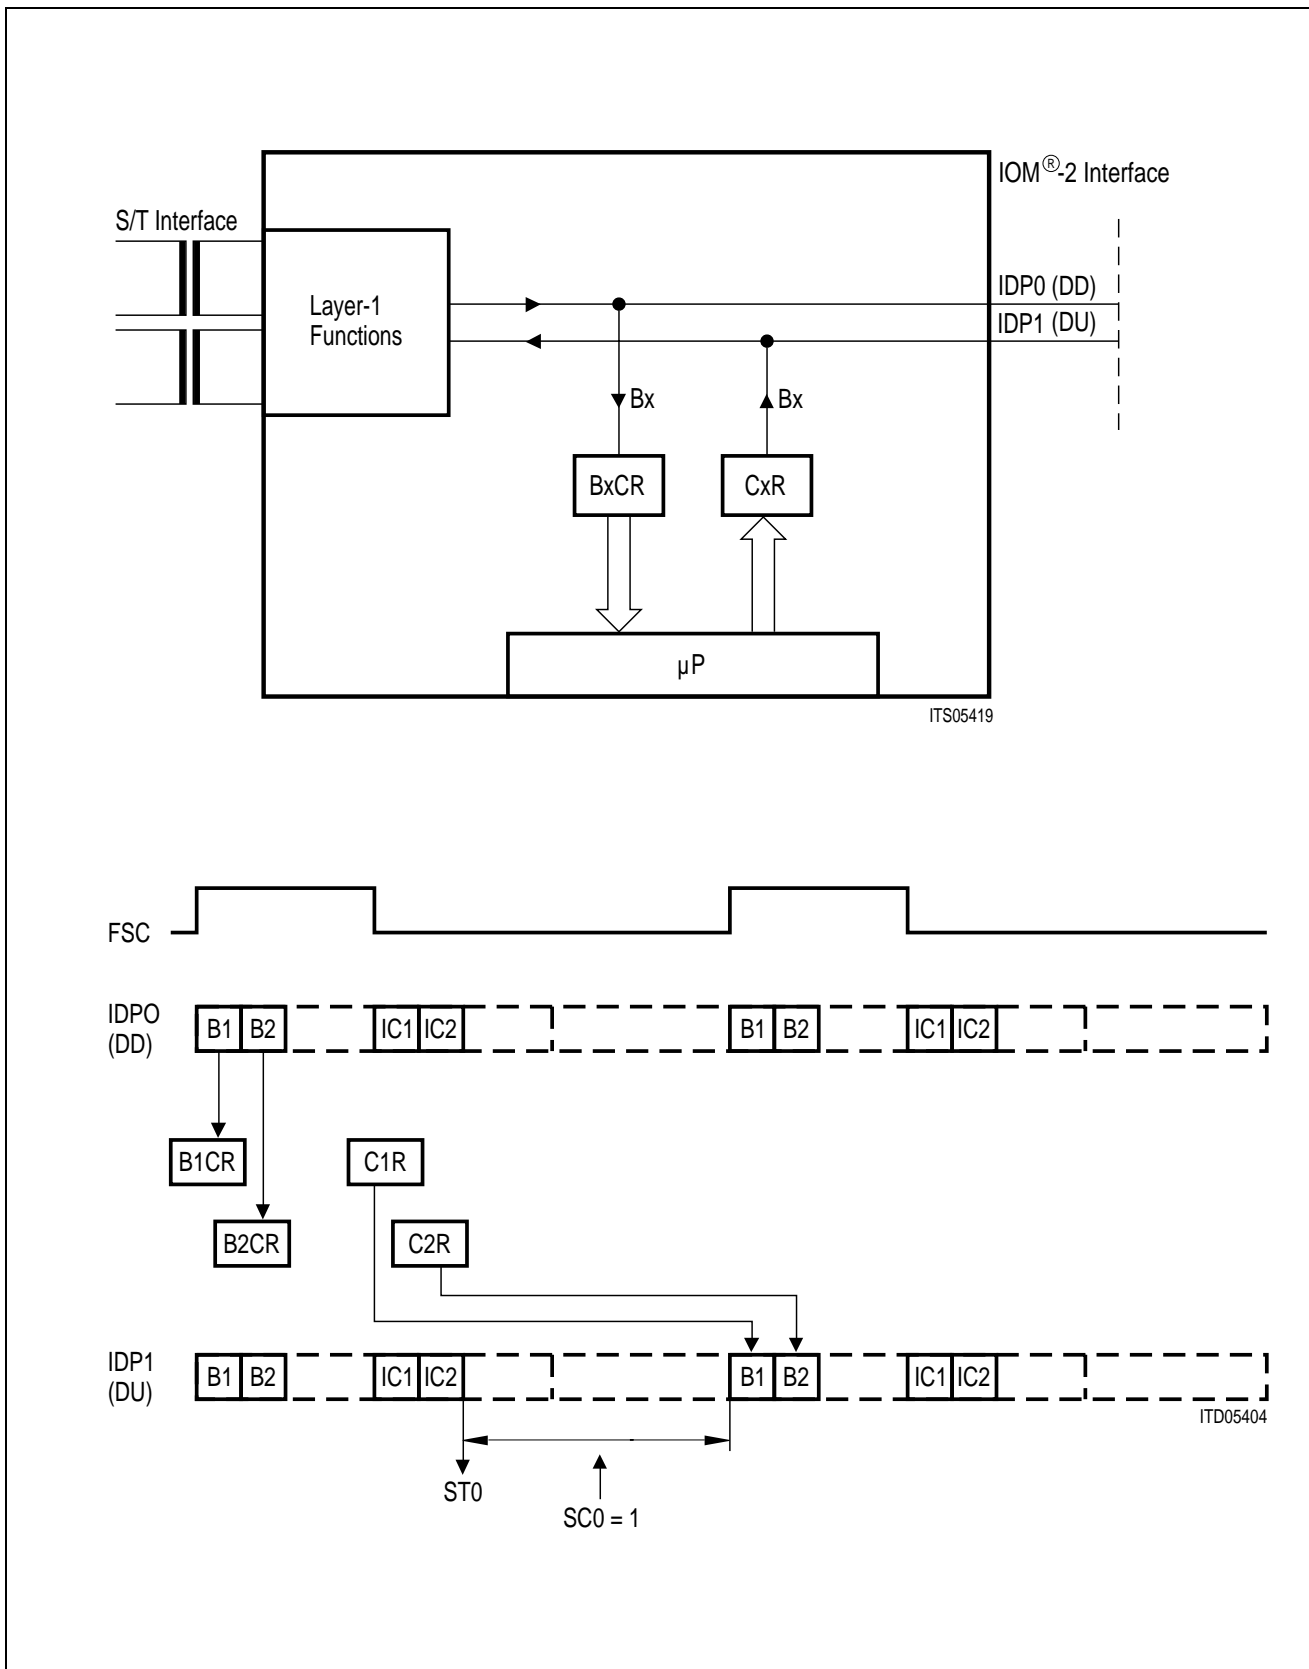 IOM®-2 Interface
S/T Interface
Layer-1
Functions
IDP0 (DD)
IDP1 (DU)
Bx
Bx
BxCR
CxR
µP
ITS05419
FSC
IDPO
(DD)
B1 B2 IC1 IC2 B1 B2 IC1 IC2
B1CR
C1R
B2CR
C2R
IDP1
(DU)
B1 B2 IC1 IC2 B1 B2 IC1 IC2
ITD05404
ST0
SC0 = 1